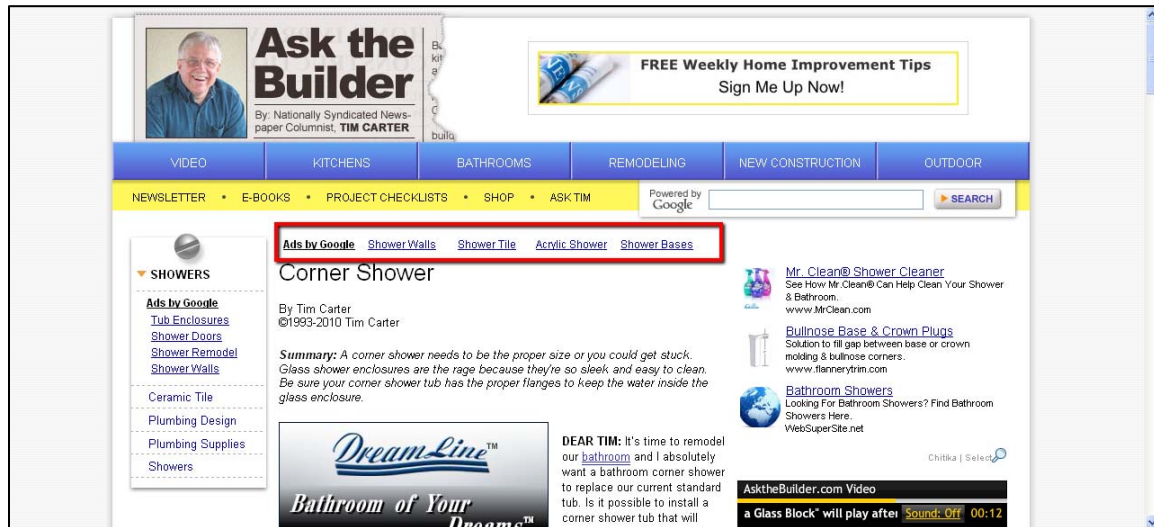 Ask the
Builder
By: Nationally Syndicated News-
paper Columnist, TIM CARTER
FREE Weekly Home Improvement Tips
Sign Me Up Now!
VIDEO KITCHENS BATHROOMS REMODELING NEW CONSTRUCTION OUTDOOR
NEWSLETTER • E-BOOKS • PROJECT CHECKLISTS • SHOP • ASK TIM
Powered by
Google
SEARCH
Ads by Google Shower Walls Shower Tile Acrylic Shower Shower Bases
SHOWERS
Ads by Google
Tub Enclosures
Shower Doors
Shower Remodel
Shower Walls
Ceramic Tile
Plumbing Design
Plumbing Supplies
Showers
Corner Shower
By Tim Carter
©1993-2010 Tim Carter
Summary: A corner shower needs to be the proper size or you could get stuck.
Glass shower enclosures are the rage because they're so sleek and easy to clean.
Be sure your corner shower tub has the proper flanges to keep the water inside the
glass enclosure.
DreamLine™
Bathroom of Your
Dreams™
DEAR TIM: It's time to remodel
our bathroom and I absolutely
want a bathroom corner shower
to replace our current standard
tub. Is it possible to install a
corner shower tub that will
Mr. Clean® Shower Cleaner
See How Mr.Clean® Can Help Clean Your Shower
& Bathroom.
www.MrClean.com
Bullnose Base & Crown Plugs
Solution to fill gap between base or crown
molding & bullnose corners.
www.flannerytrim.com
Bathroom Showers
Looking For Bathroom Showers? Find Bathroom
Showers Here.
WebSuperSite.net
Chitika | Select
AsktheBuilder.com Video
a Glass Block" will play after Sound: Off 00:12